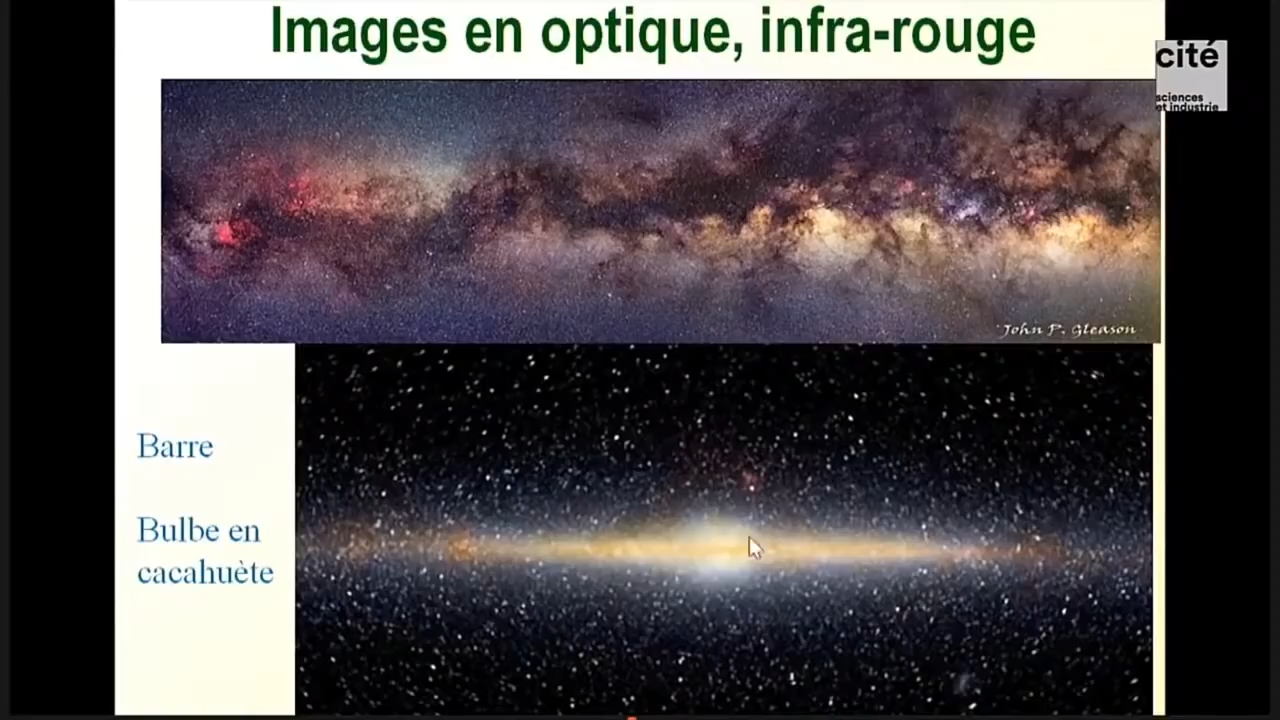 Images en optique, infra-rouge
cité
sciences
et industrie
John P. Gleason
Barre
Bulbe en
cacahuète